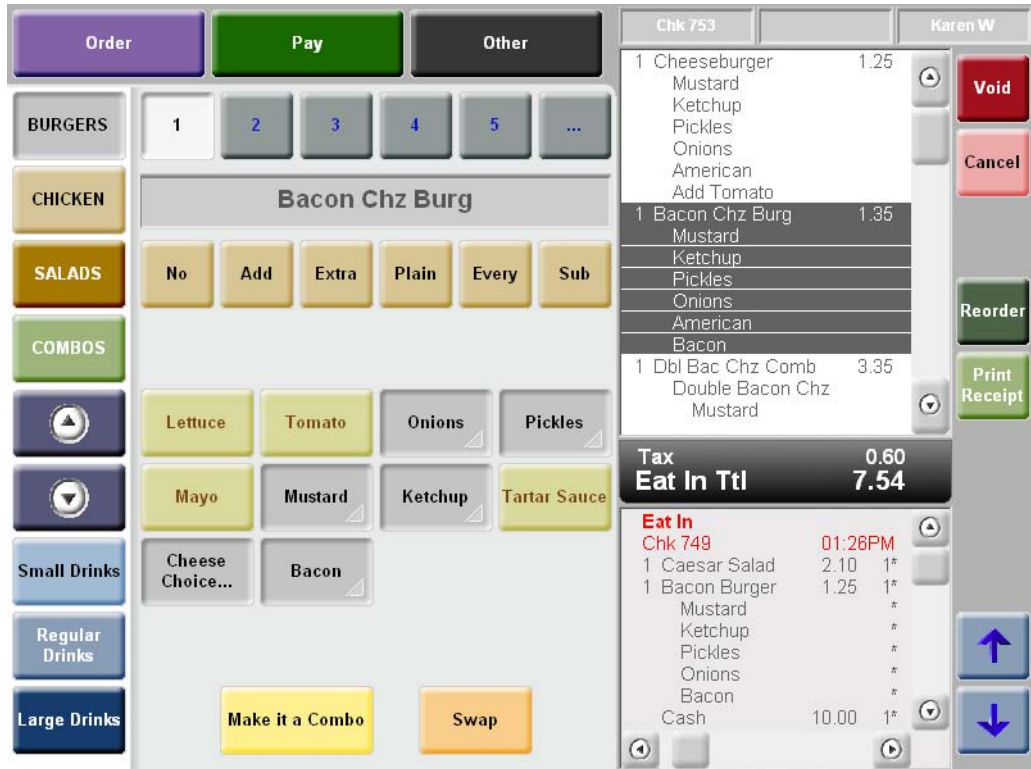 Order
Pay
Other
BURGERS
CHICKEN
SALADS
COMBOS
Small Drinks
Regular
Drinks
Large Drinks
1 2 3 4 5 ...
Bacon Chz Burg
No Add Extra Plain Every Sub
Lettuce Tomato Onions Pickles
Mayo Mustard Ketchup Tartar Sauce
Cheese
Choice...
Bacon
Make it a Combo
Swap
Chk 753
Karen W
1 Cheeseburger 1.25
Mustard
Ketchup
Pickles
Onions
American
Add Tomato
1 Bacon Chz Burg 1.35
Mustard
Ketchup
Pickles
Onions
American
Bacon
1 Dbl Bac Chz Comb 3.35
Double Bacon Chz
Mustard
Tax 0.60
Eat In Ttl 7.54
Eat In
Chk 749 01:26PM
1 Caesar Salad 2.10 1*
1 Bacon Burger 1.25 1*
Mustard *
Ketchup *
Pickles *
Onions *
Bacon *
Cash 10.00 1*
Void
Cancel
Reorder
Print
Receipt